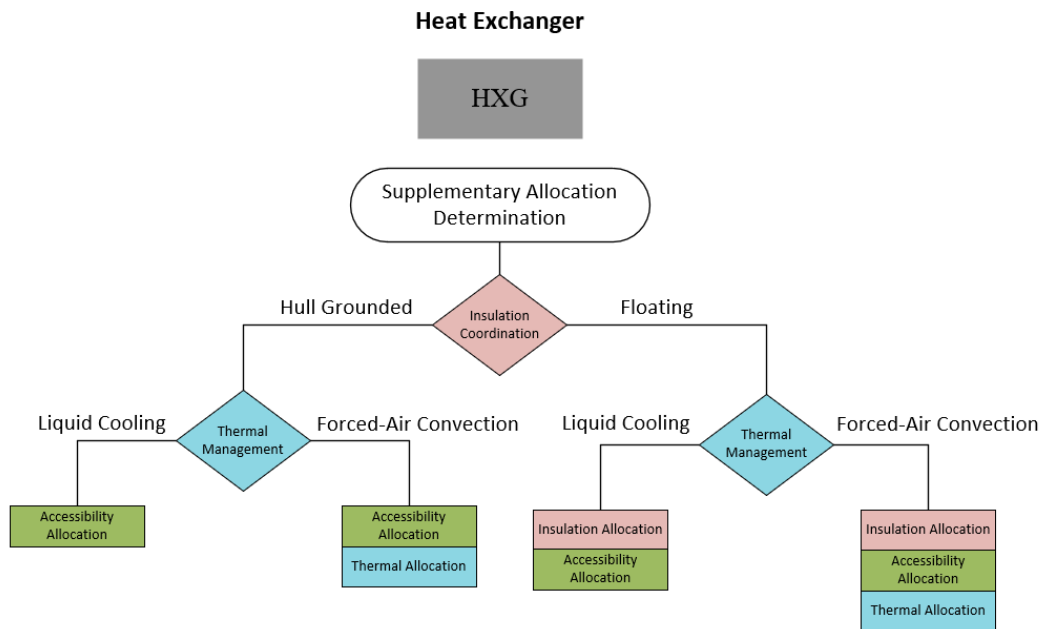 Heat Exchanger
HXG
Supplementary Allocation
Determination
Hull Grounded
Insulation
Coordination
Floating
Liquid Cooling
Thermal
Management
Forced-Air Convection
Liquid Cooling
Thermal
Management
Forced-Air Convection
Accessibility
Allocation
Accessibility
Allocation
Thermal Allocation
Insulation Allocation
Accessibility
Allocation
Insulation Allocation
Accessibility
Allocation
Thermal Allocation